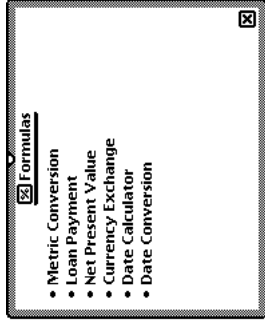 Formulas
• Metric Conversion
• Loan Payment
• Net Present Value
• Currency Exchange
• Date Calculator
• Date Conversion